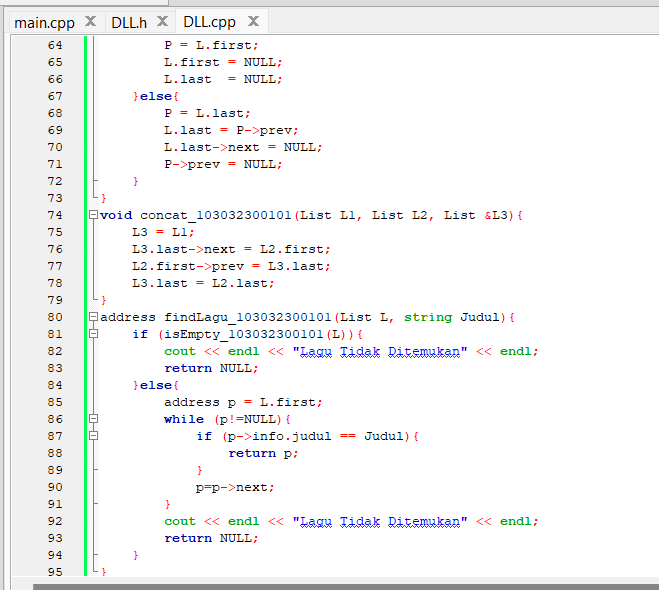 main.cpp X DLL.h X DLL.cpp X
64 P = L.first;
65 L.first = NULL;
66 L.last  = NULL;
67 }else{
68 P = L.last;
69 L.last = P->prev;
70 L.last->next = NULL;
71 P->prev = NULL;
72 }
73 }
74 void concat_103032300101(List L1, List L2, List &L3){
75 L3 = L1;
76 L3.last->next = L2.first;
77 L2.first->prev = L3.last;
78 L3.last = L2.last;
79 }
80 address findLagu_103032300101(List L, string Judul){
81 if (isEmpty_103032300101(L)){
82 cout << endl << "Lagu Tidak Ditemukan" << endl;
83 return NULL;
84 }else{
85 address p = L.first;
86 while (p!=NULL){
87 if (p->info.judul == Judul){
88 return p;
89 }
90 p=p->next;
91 }
92 cout << endl << "Lagu Tidak Ditemukan" << endl;
93 return NULL;
94 }
95 }